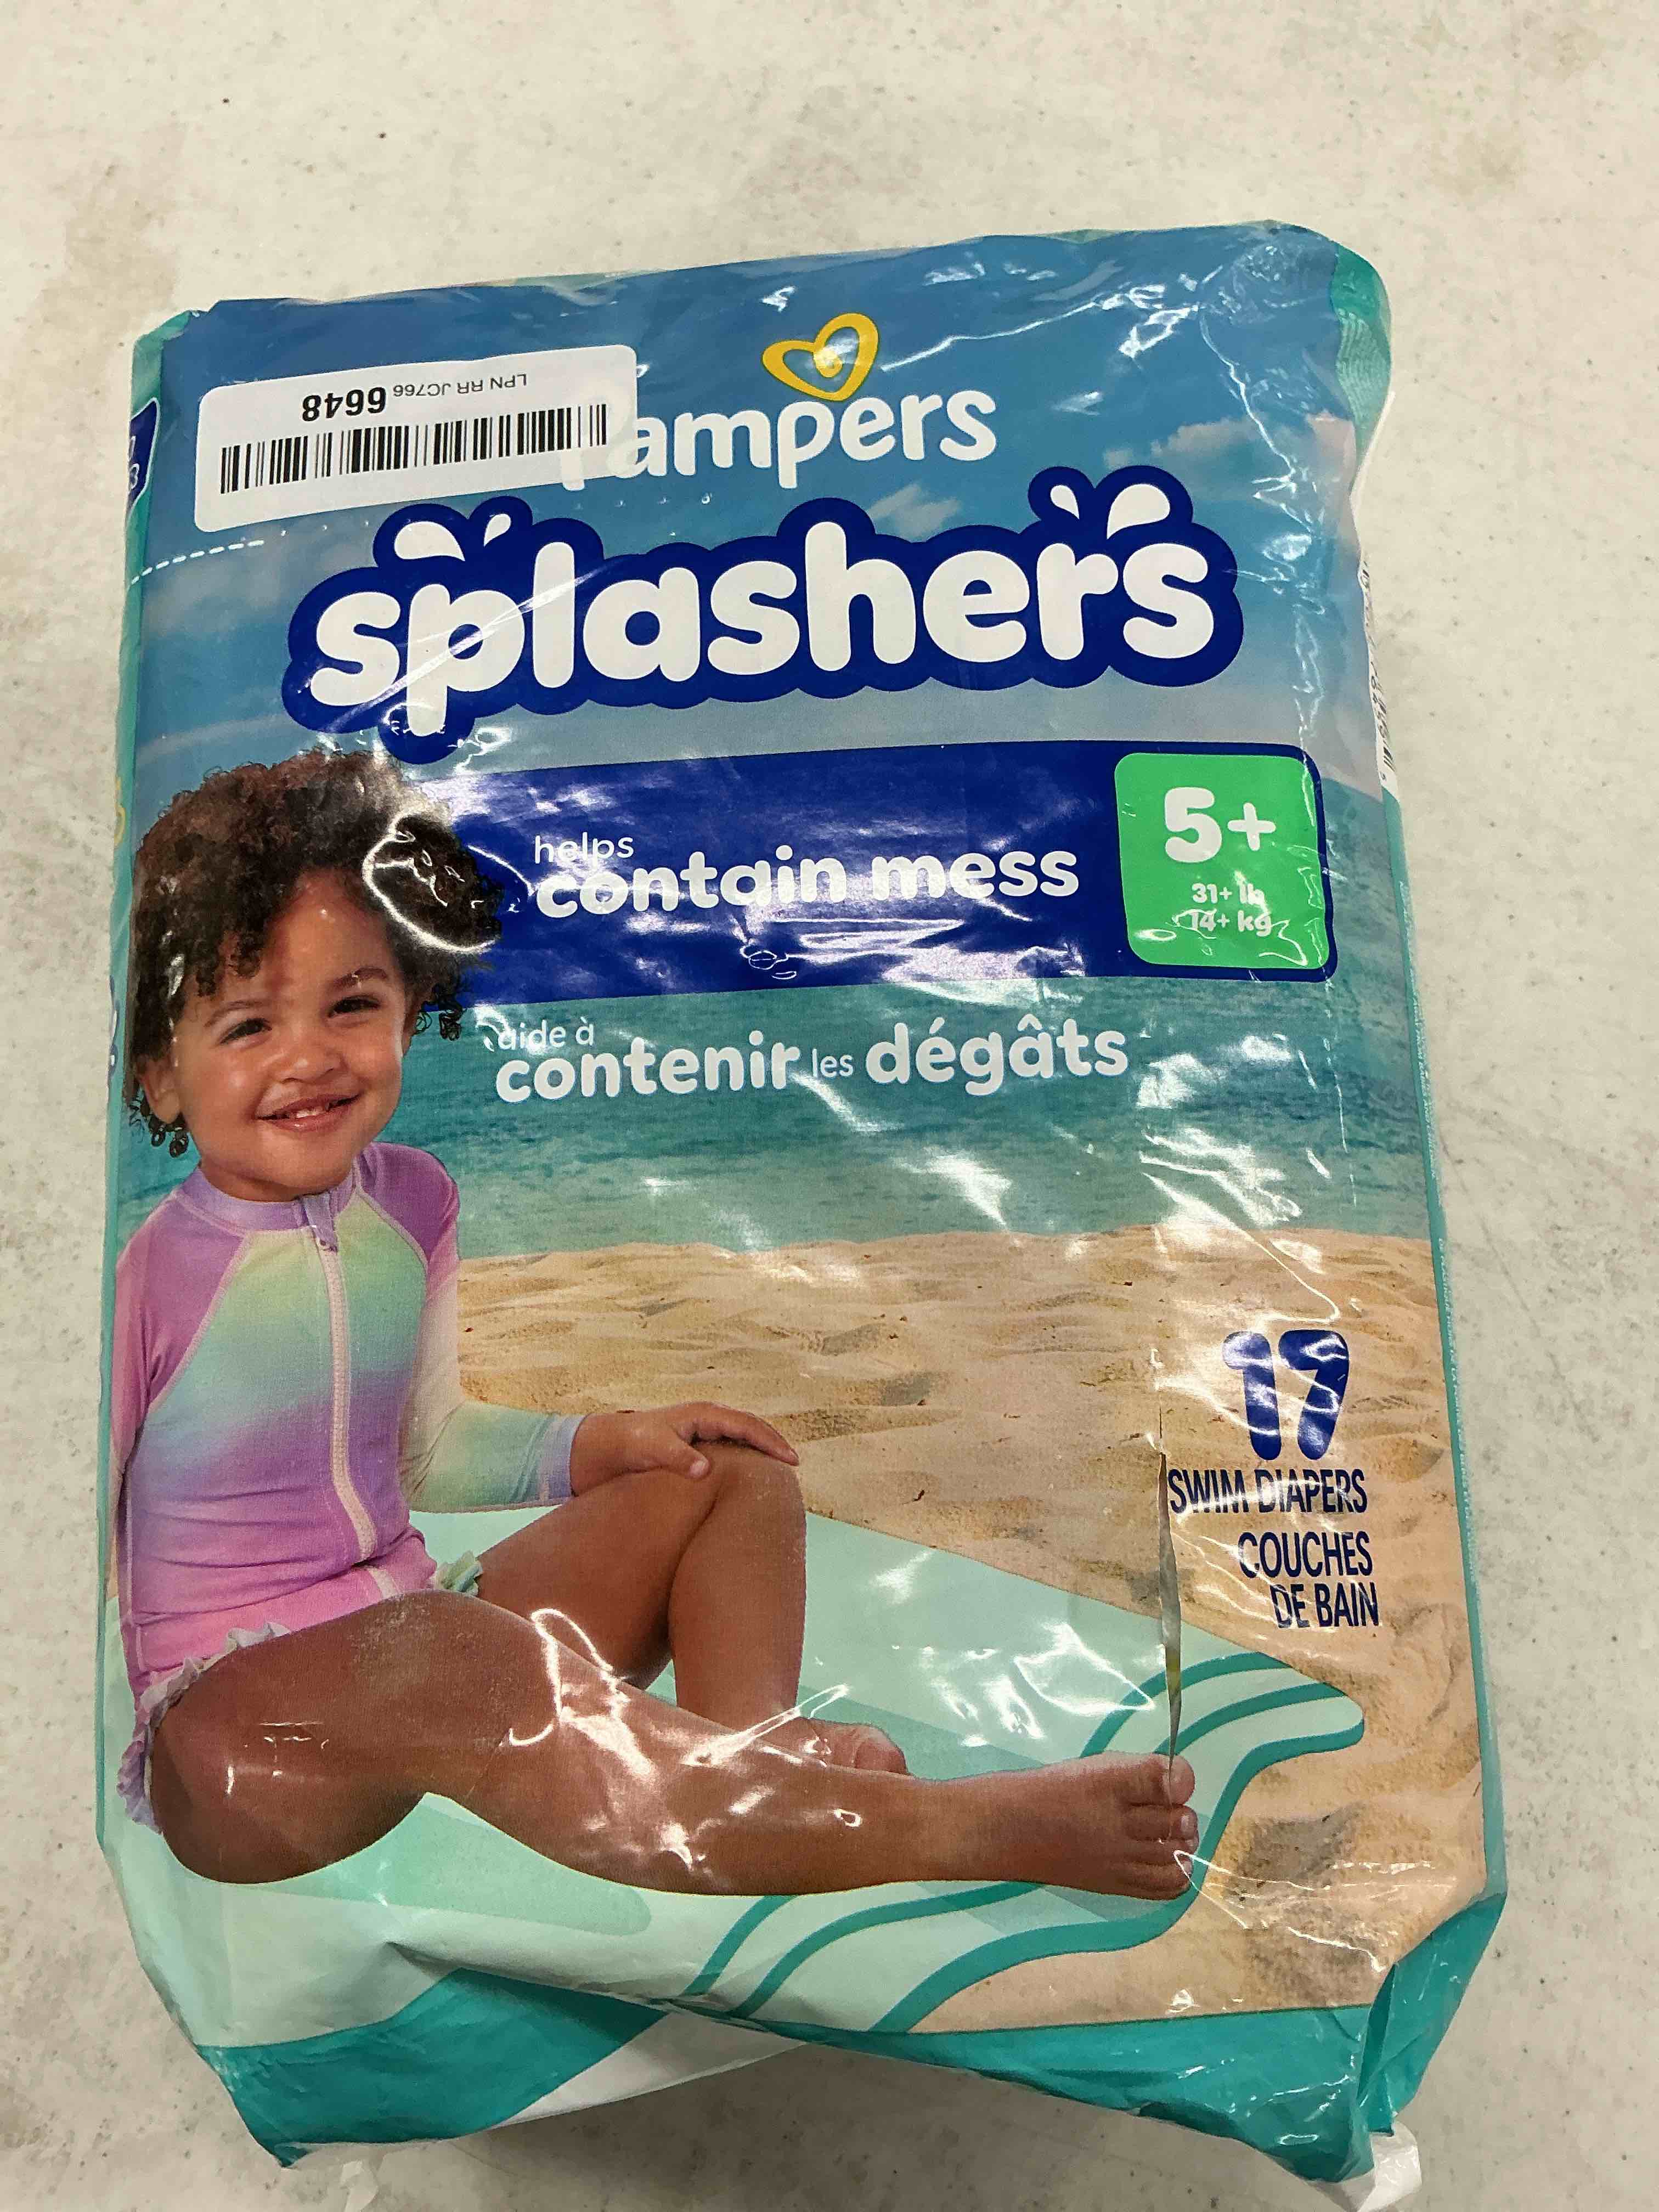 LPN RR JC766 6648
Pampers
splashers
helps
contain mess
5+
31+ lb
14+ kg
aide à
contenir les dégâts
17
SWIM DIAPERS
COUCHES
DE BAIN